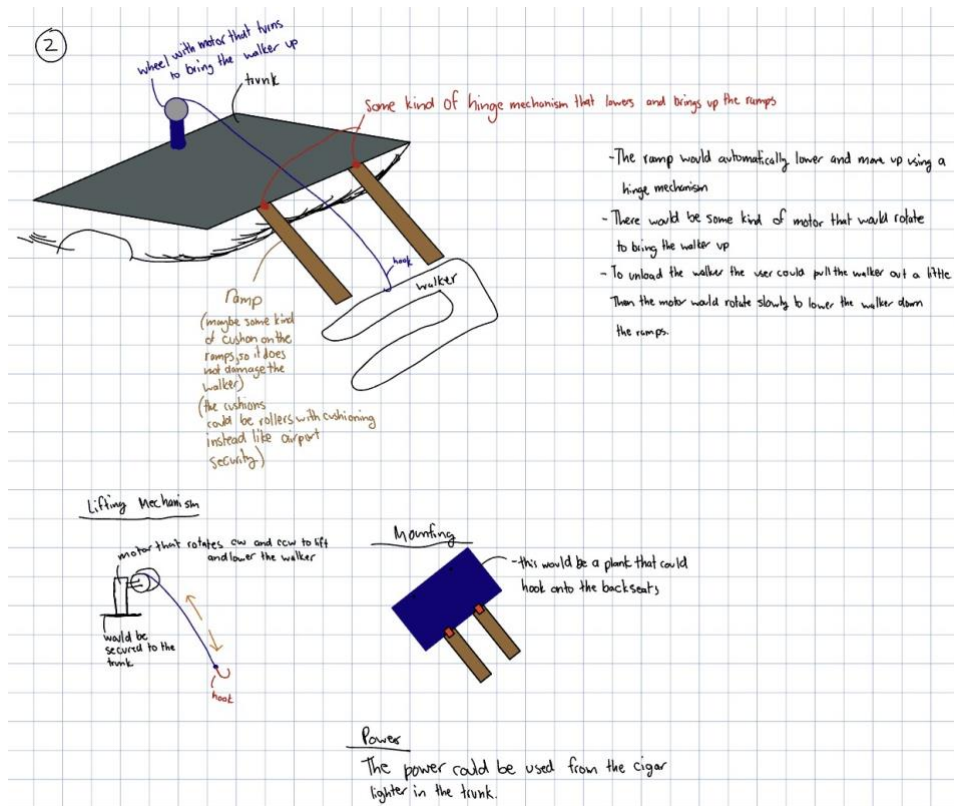 2
wheel with motor that turns
to bring the walker up
trunk
Some kind of hinge mechanism that lowers and brings up the ramps
-The ramp would automatically lower and move up using a
hinge mechanism
-There would be some kind of motor that would rotate
to bring the walker up
-To unload the walker the user could pull the walker out a little
Then the motor would rotate slowly to lower the walker down
the ramps.
hook
walker
ramp
(maybe some kind
of cushon on the
ramps, so it does
not damage the
walker)
(the cushions
could be rollers with cushioning
instead like airport
security)
Lifting Mechanism
motor that rotates cw and ccw to lift
and lower the walker
would be
secured to the
trunk
hook
Mounting
-this would be a plank that could
hook onto the backseats
Power
The power could be used from the cigar
lighter in the trunk.